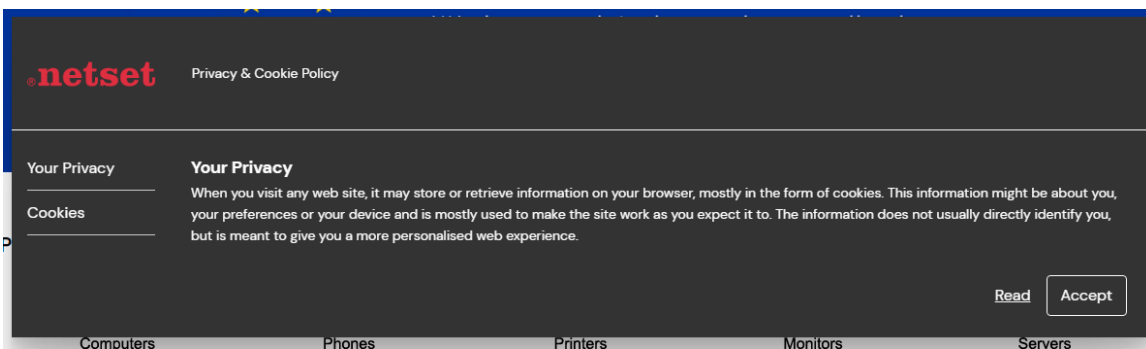 ®netset
Privacy & Cookie Policy
Your Privacy
Cookies
Your Privacy
When you visit any web site, it may store or retrieve information on your browser, mostly in the form of cookies. This information might be about you,
your preferences or your device and is mostly used to make the site work as you expect it to. The information does not usually directly identify you,
but is meant to give you a more personalised web experience.
Read
Accept
P
Computers Phones Printers Monitors Servers